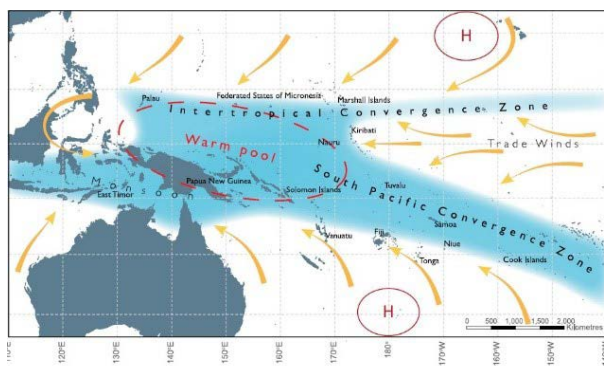 H
Palau
Federated States of Micronesia
Marshall Islands
Intertropical Convergence Zone
Kiribati
Nauru
Trade Winds
Warm pool
Monsoon
Papua New Guinea
East Timor
Solomon Islands
Tuvalu
South Pacific Convergence Zone
Vanuatu
Fiji
Samoa
Niue
Tonga
Cook Islands
H
0 500 1,000 1,500 2,000
Kilometres
110°E 120°E 130°E 140°E 150°E 160°E 170°E 180° 170°W 160°W 150°W